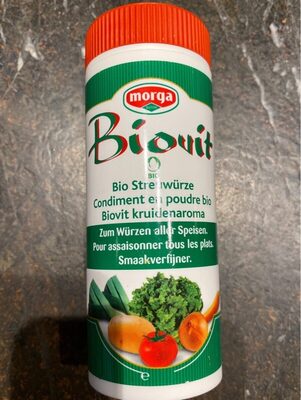 morga
Biovit
BIO
Bio Streuwürze
Condiment en poudre bio
Biovit kruidenaroma
Zum Würzen aller Speisen.
Pour assaisonner tous les plats.
Smaakverfijner.
℮